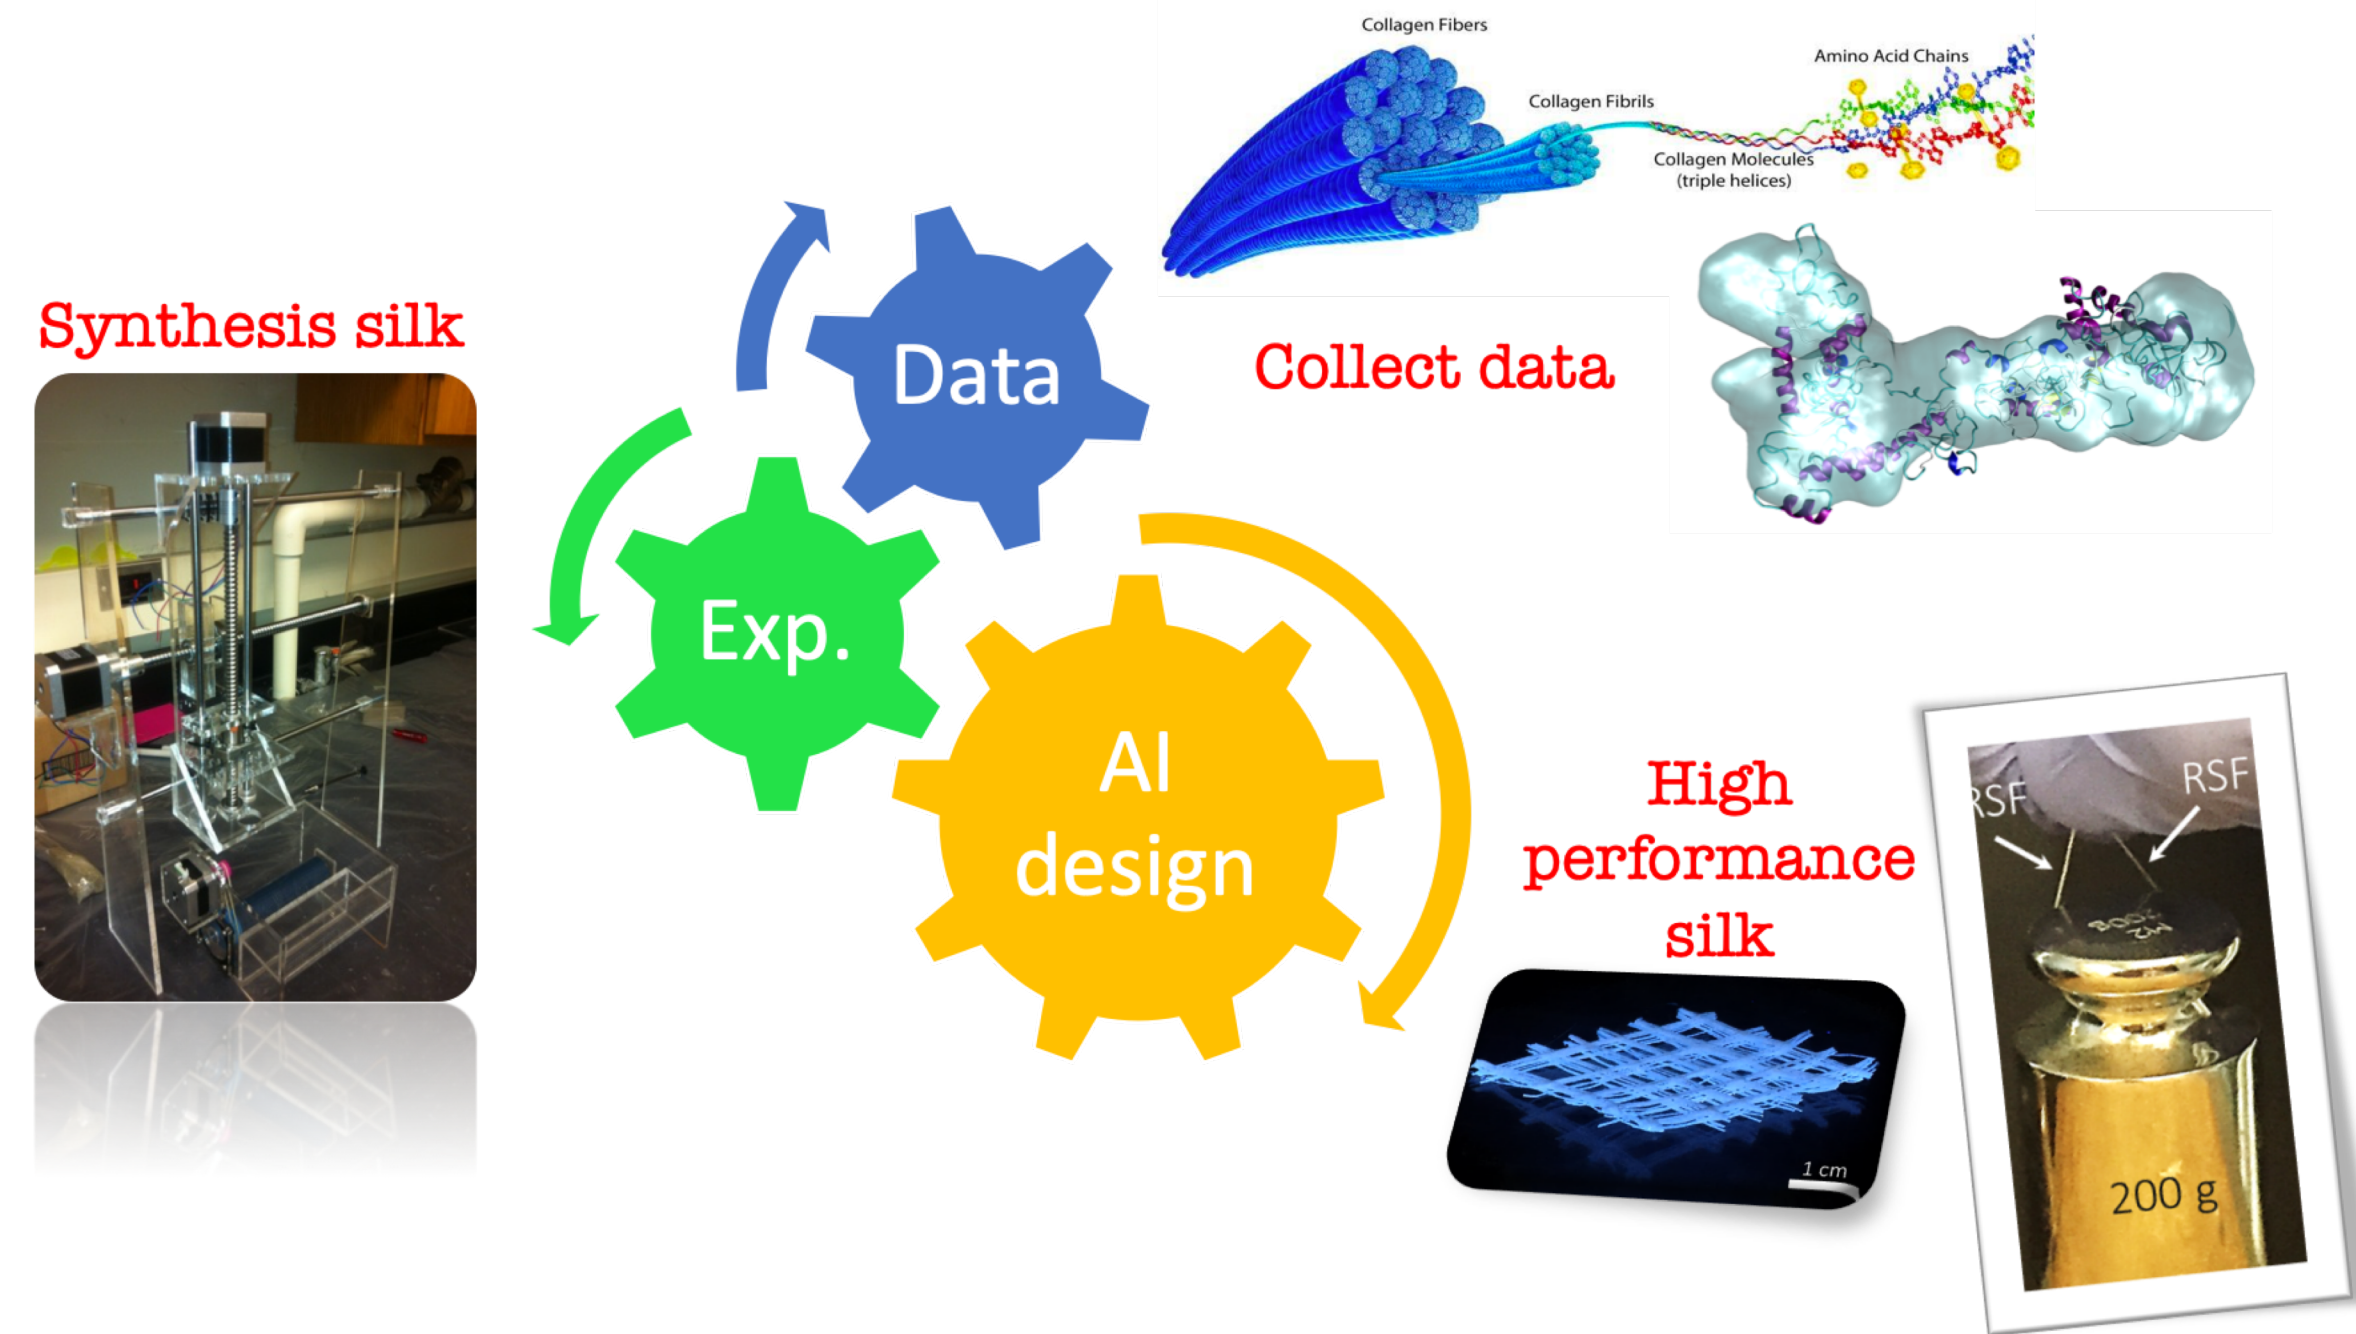 Collagen Fibers
Amino Acid Chains
Collagen Fibrils
Collagen Molecules
(triple helices)
Synthesis silk
Data
Collect data
Exp.
AI
design
High
performance
silk
RSF
RSF
200g
1 cm
200 g